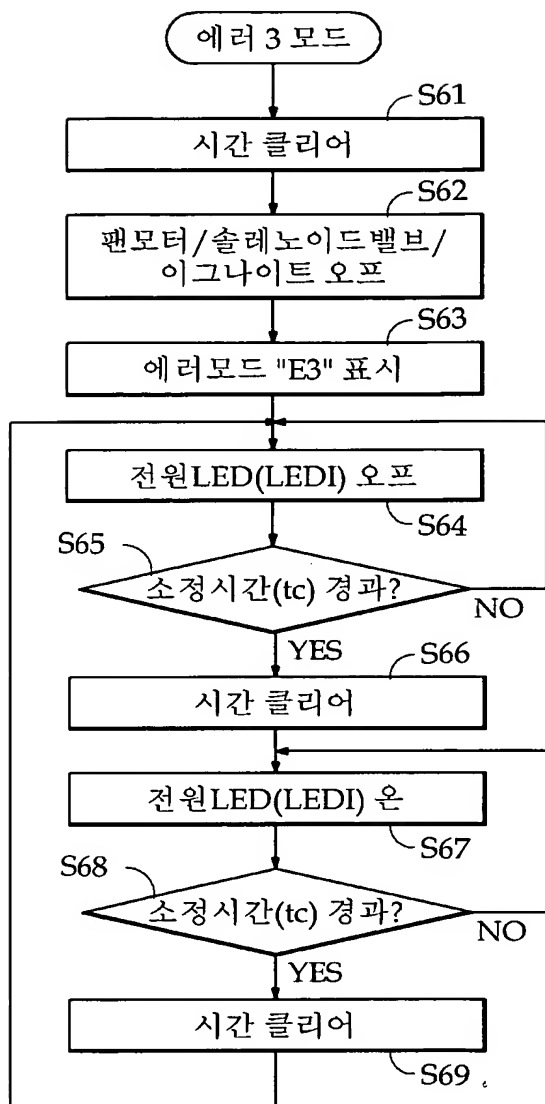 에러 3 모드
S61
시간 클리어
S62
팬모터/솔레노이드밸브/
이그나이트 오프
S63
에러모드 "E3" 표시
전원LED(LEDI) 오프
S64
S65
소정시간(tc) 경과?
NO
YES
S66
시간 클리어
전원LED(LEDI) 온
S67
S68
소정시간(tc) 경과?
NO
YES
시간 클리어
S69